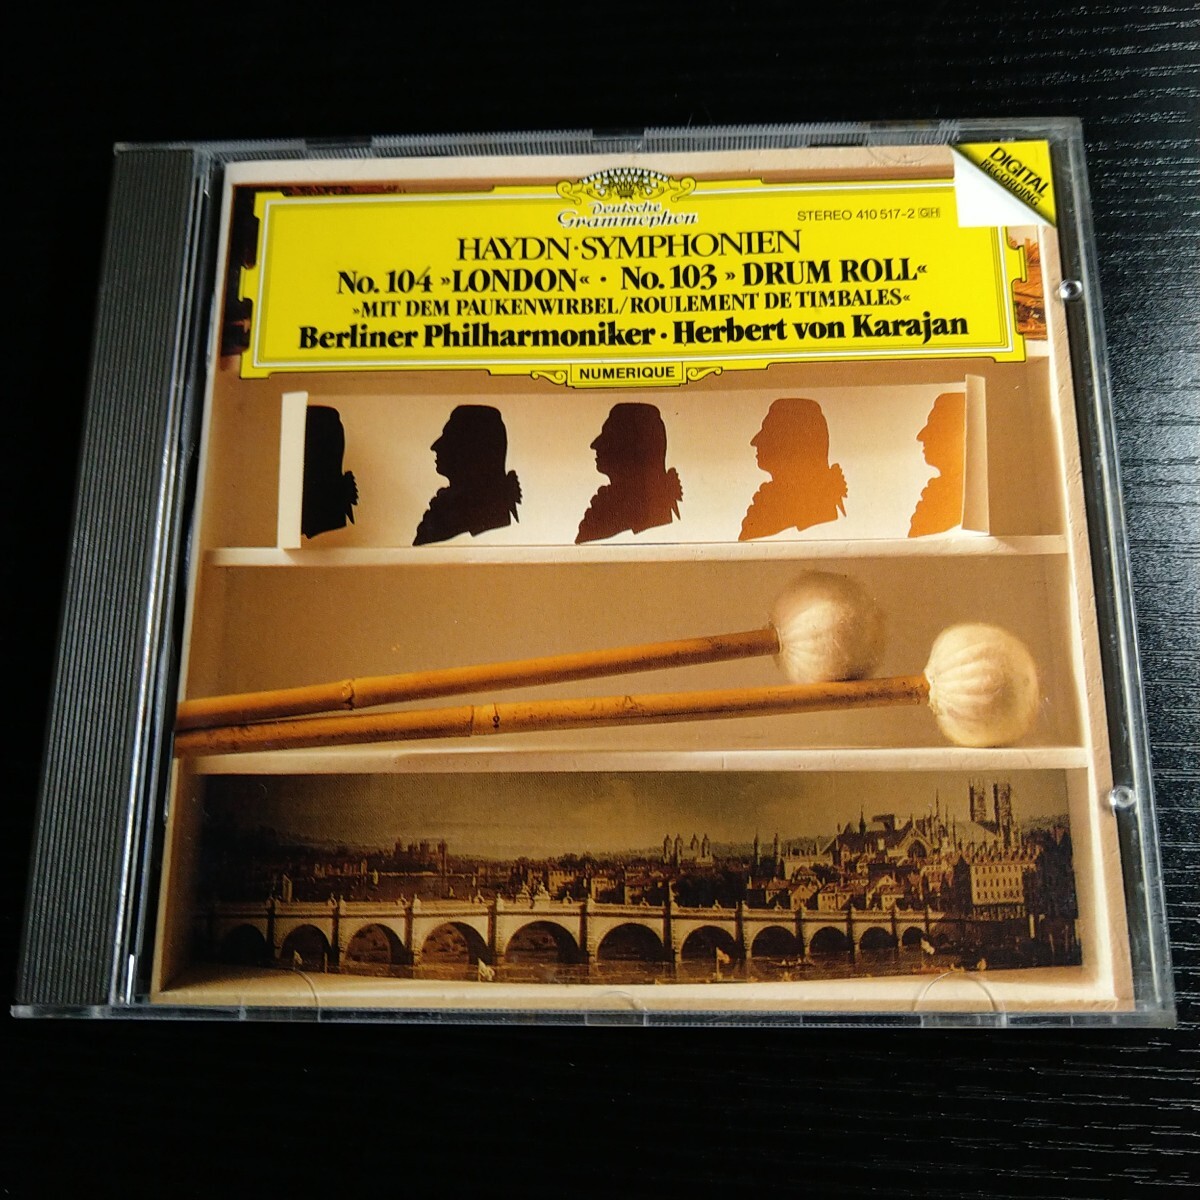 DIGITAL
RECORDING
Deutsche
Grammophon
STEREO 410 517-2 GH
HAYDN·SYMPHONIEN
No. 104 »LONDON« · No. 103 »DRUM ROLL«
»MIT DEM PAUKENWIRBEL/ROULEMENT DE TIMBALES«
Berliner Philharmoniker · Herbert von Karajan
NUMERIQUE